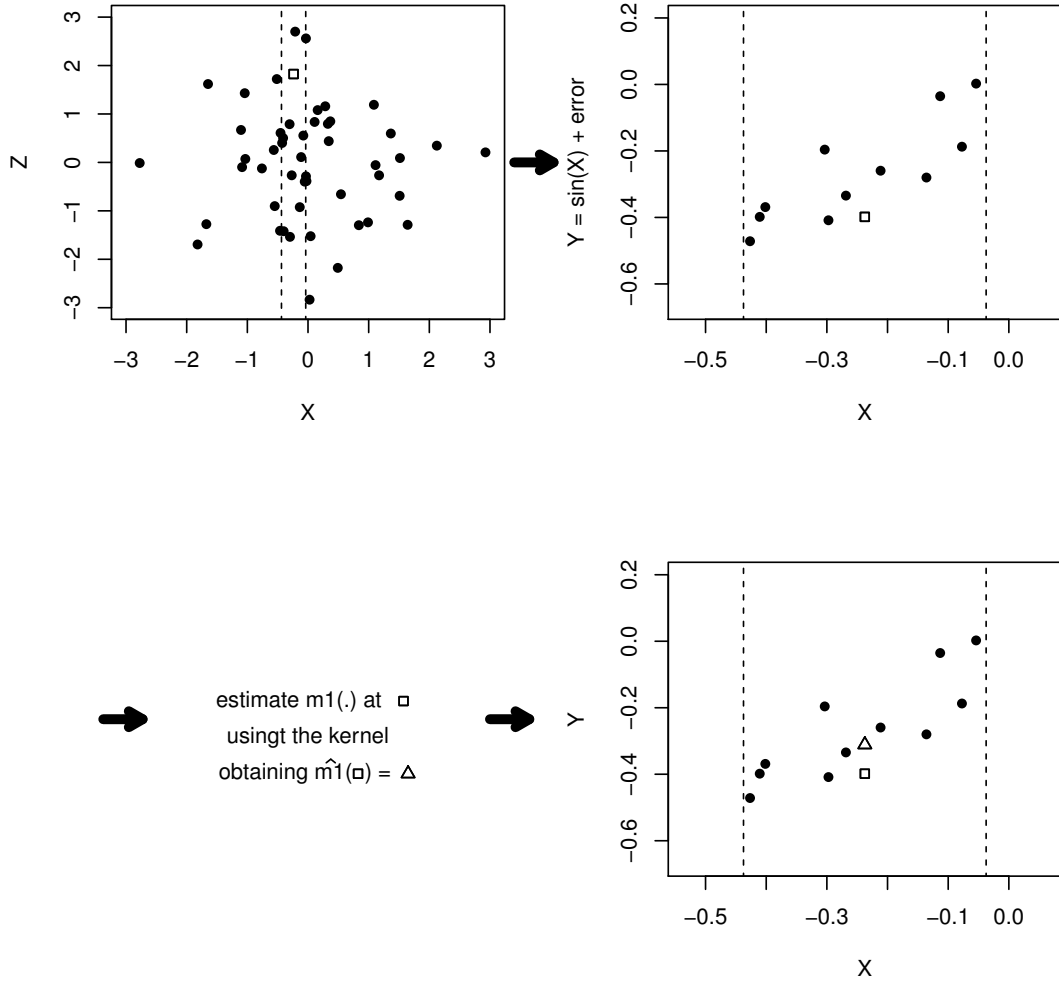 Z
3
2
1
0
−1
−2
−3
−3 −2 −1 0 1 2 3
X
Y = sin(X) + error
0.2
0.0
−0.2
−0.4
−0.6
−0.5 −0.3 −0.1 0.0
X
estimate m1(.) at □
usingt the kernel
obtaining m̂1(□) = △
Y
0.2
0.0
−0.2
−0.4
−0.6
−0.5 −0.3 −0.1 0.0
X